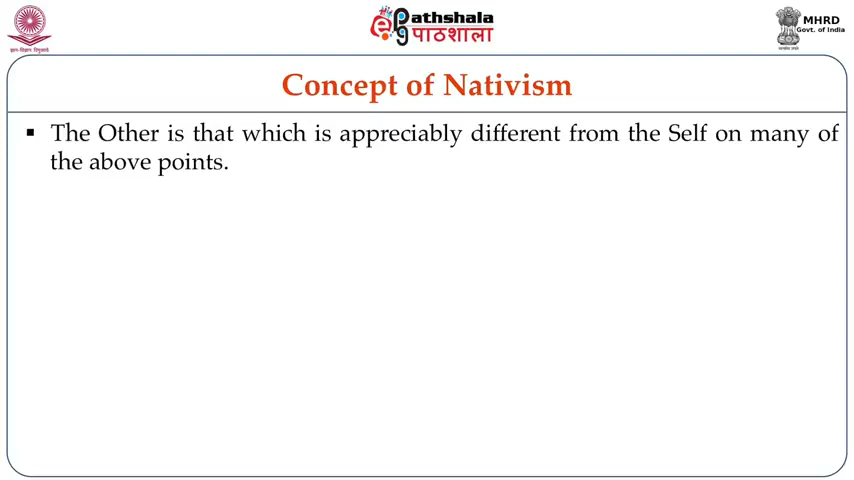 ePathshala
पाठशाला
MHRD
Govt. of India
Concept of Nativism
▪ The Other is that which is appreciably different from the Self on many of
the above points.